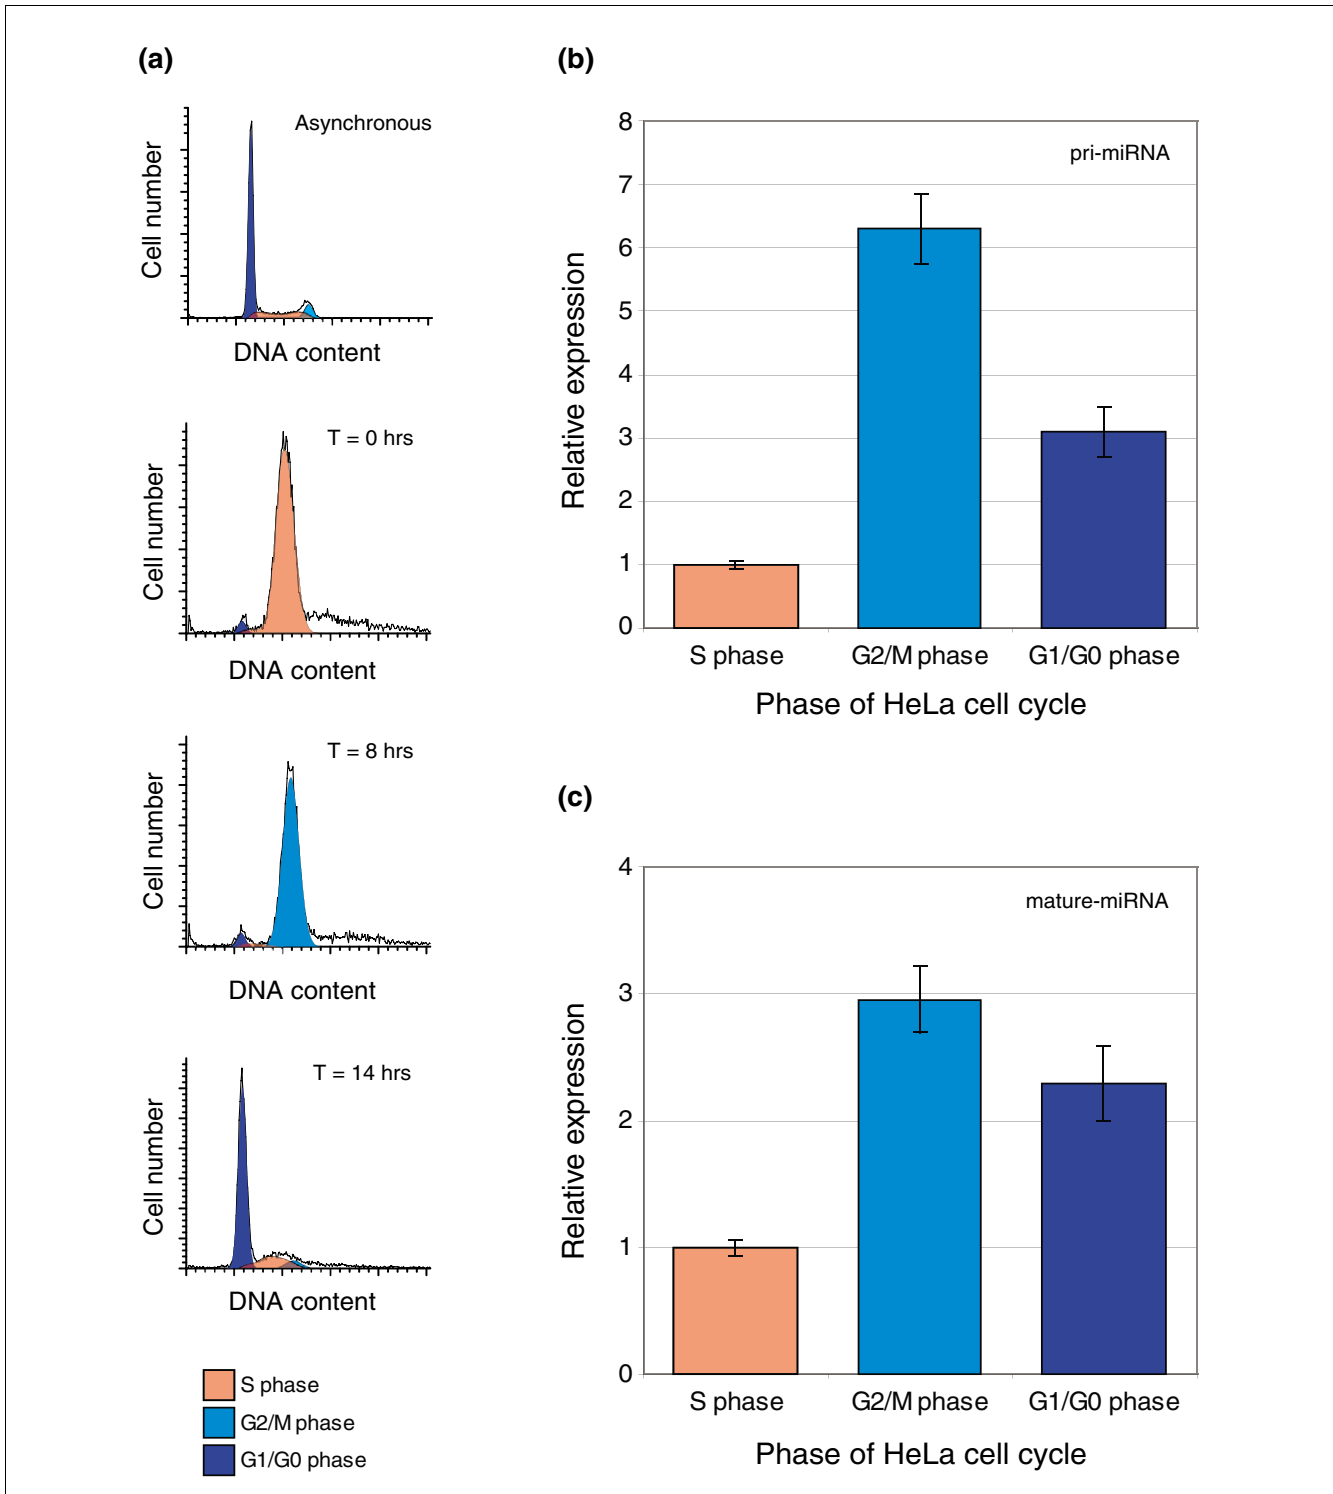 (a)
Asynchronous
Cell number
DNA content
T = 0 hrs
Cell number
DNA content
T = 8 hrs
Cell number
DNA content
T = 14 hrs
Cell number
DNA content
S phase
G2/M phase
G1/G0 phase
(b)
pri-miRNA
Relative expression
8
7
6
5
4
3
2
1
0
S phase
G2/M phase
G1/G0 phase
Phase of HeLa cell cycle
(c)
mature-miRNA
Relative expression
4
3
2
1
0
S phase
G2/M phase
G1/G0 phase
Phase of HeLa cell cycle